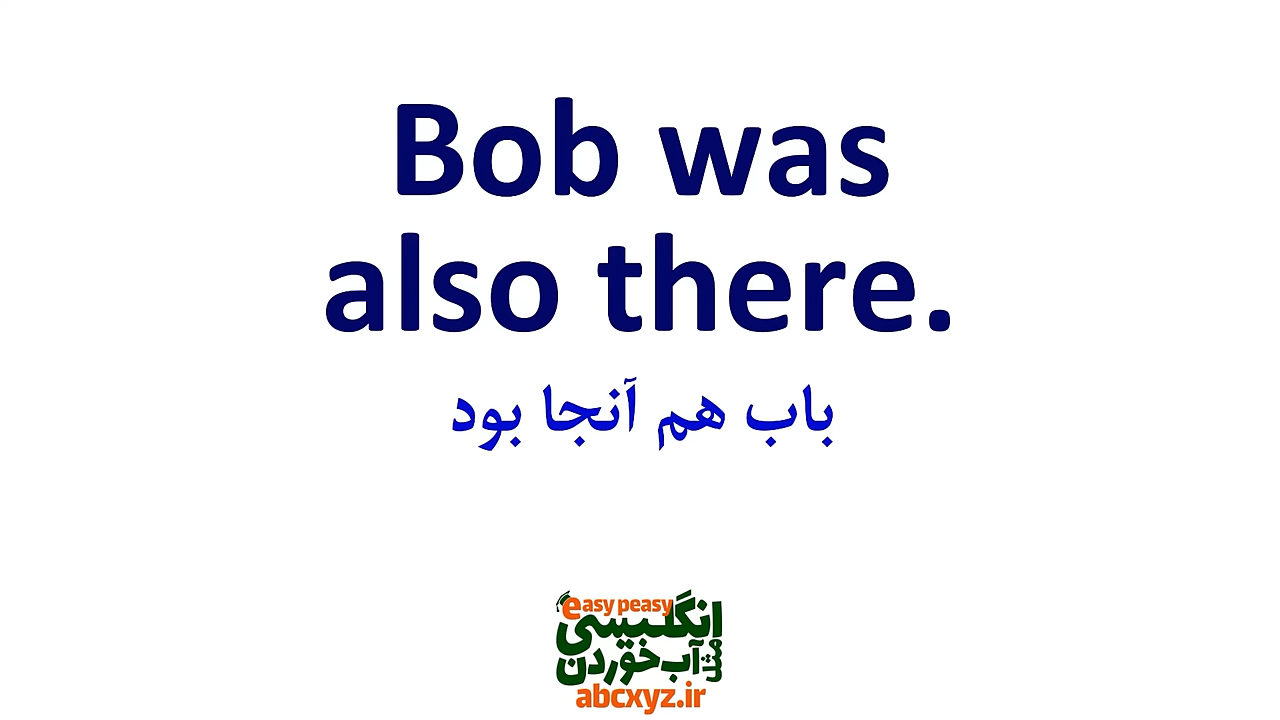 Bob was
also there.
باب هم آنجا بود
easy peasy
انگلیسی
مثل آب خوردن
abcxyz.ir